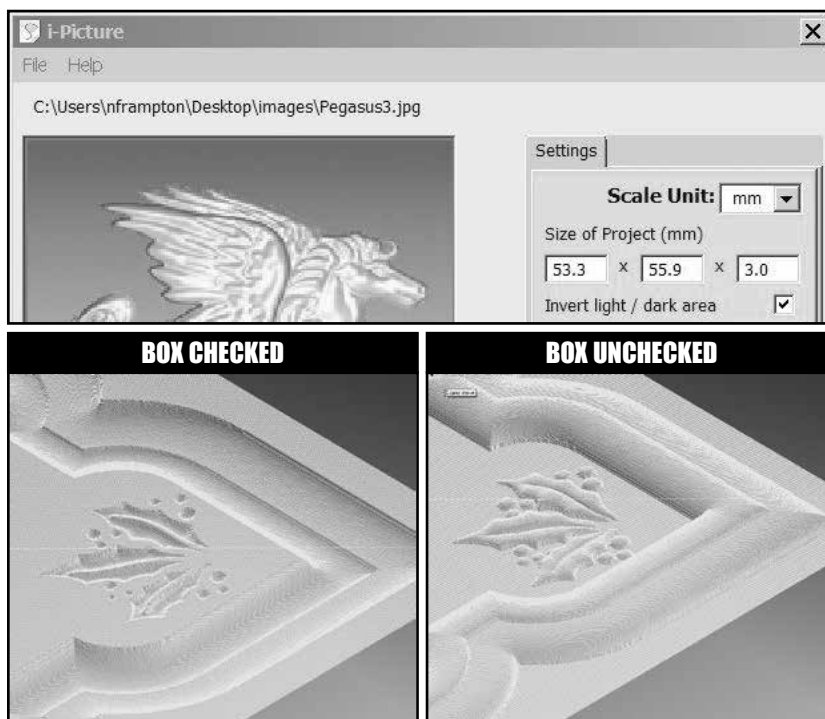 i-Picture
File Help
C:\Users\nframpton\Desktop\images\Pegasus3.jpg
Settings
Scale Unit: mm
Size of Project (mm)
53.3 x 55.9 x 3.0
Invert light / dark area
BOX CHECKED
BOX UNCHECKED